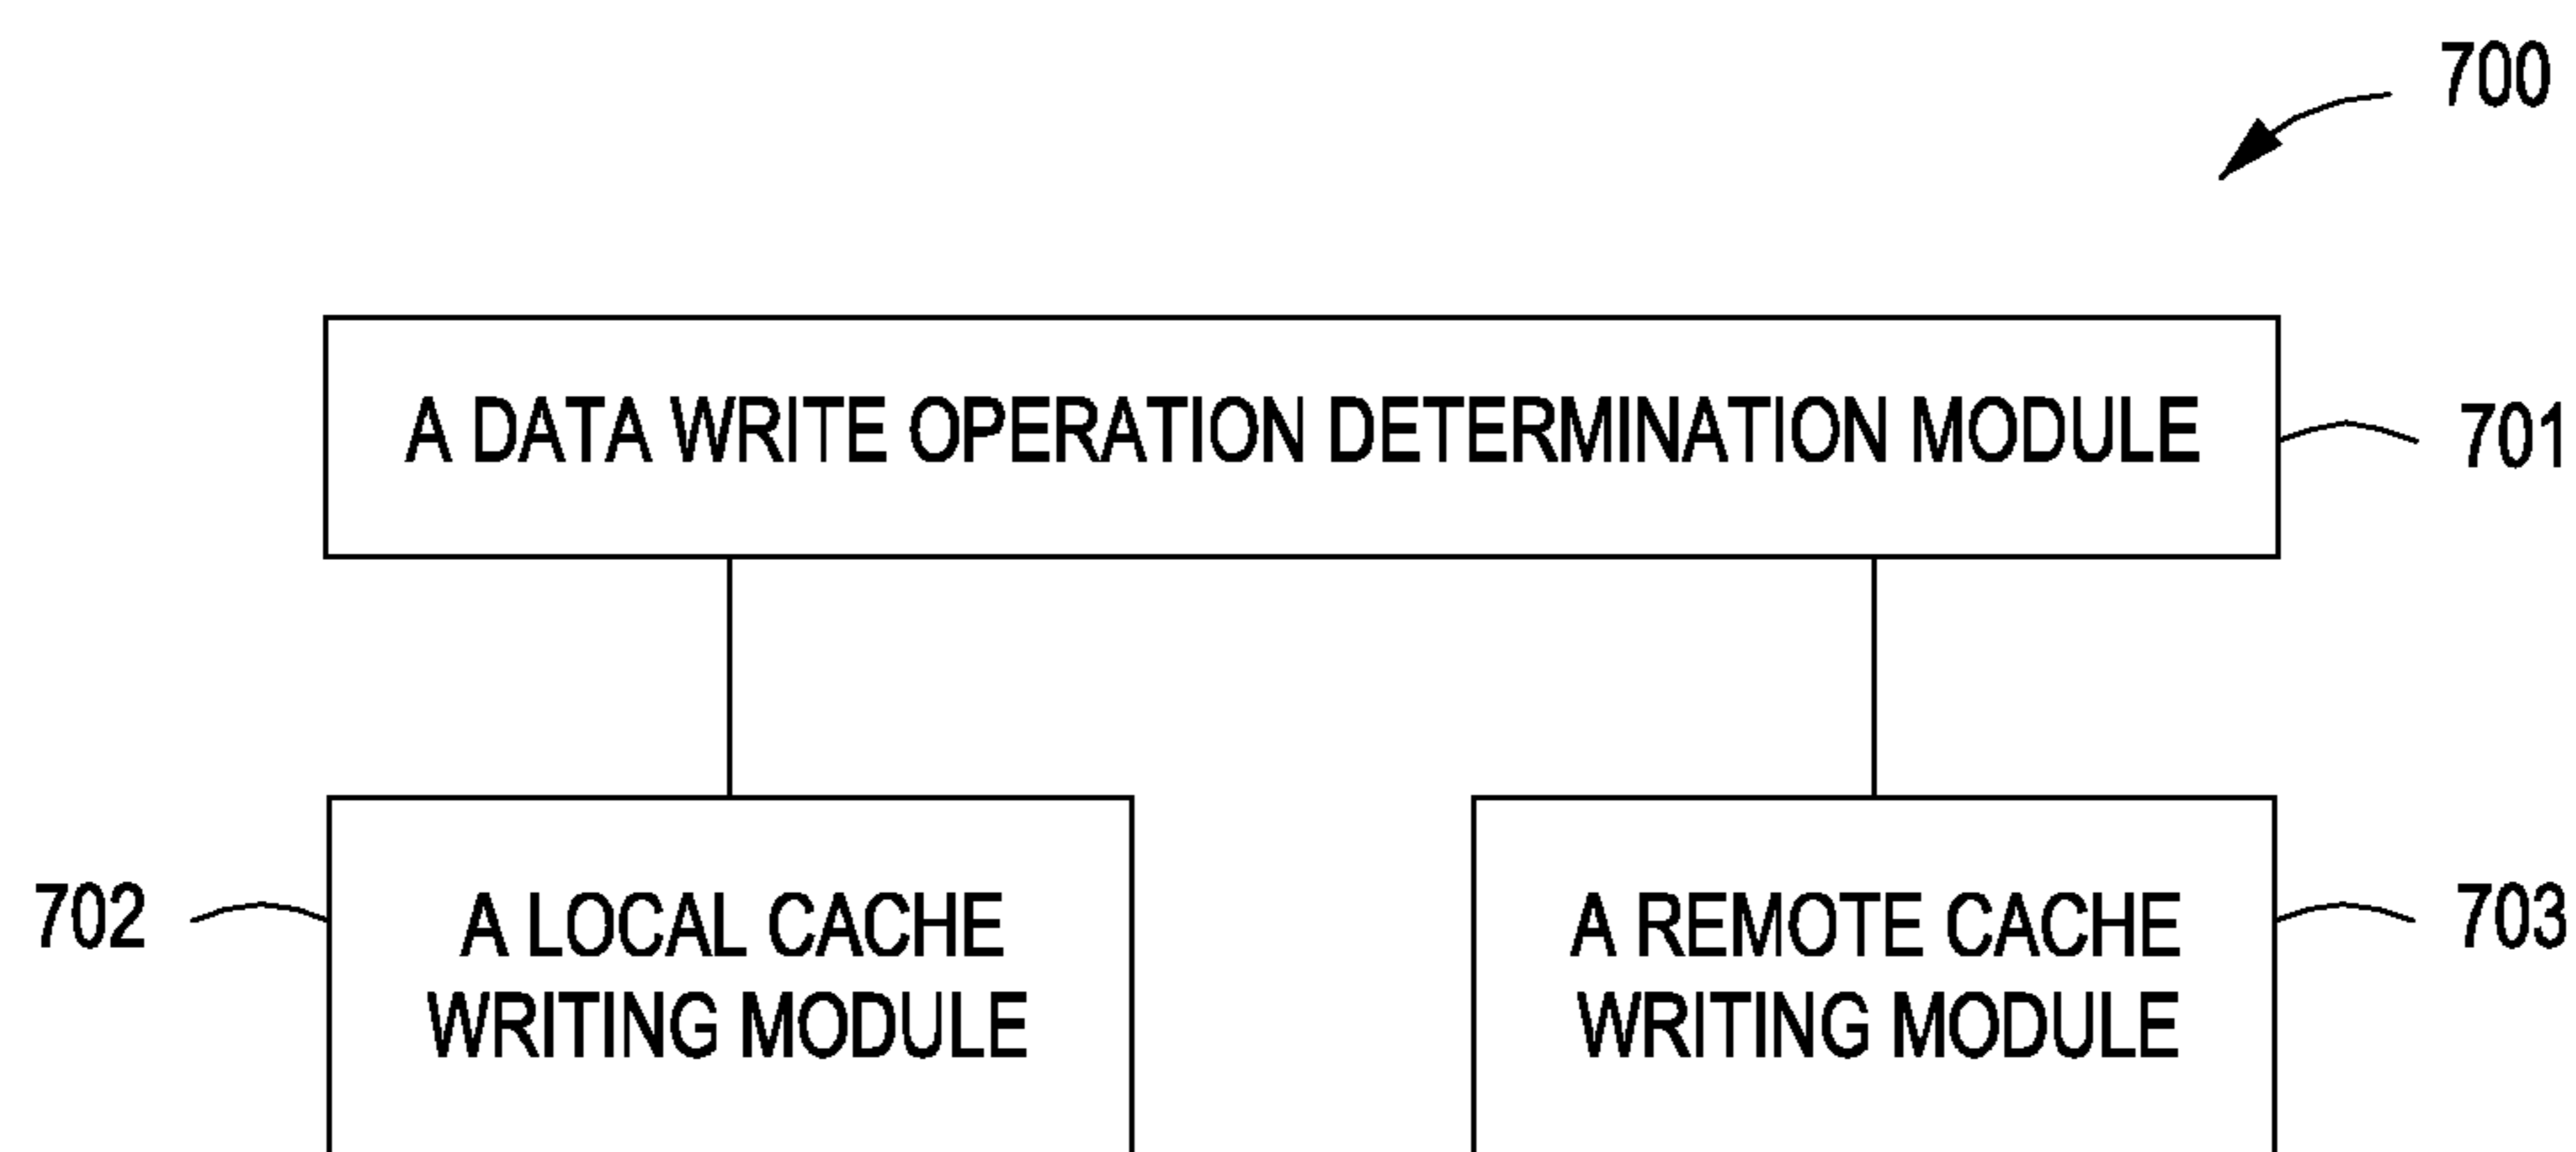 700
A DATA WRITE OPERATION DETERMINATION MODULE
701
702
A LOCAL CACHE
WRITING MODULE
A REMOTE CACHE
WRITING MODULE
703